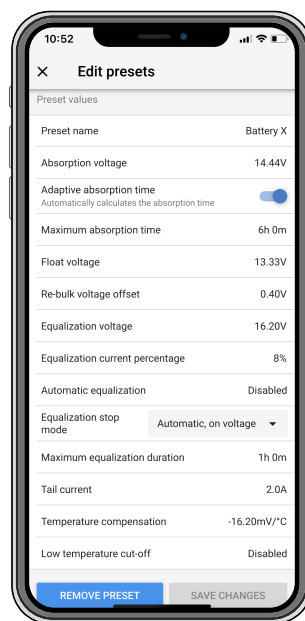 10:52
Edit presets
Preset values
Preset name Battery X
Absorption voltage 14.44V
Adaptive absorption time
Automatically calculates the absorption time
Maximum absorption time 6h 0m
Float voltage 13.33V
Re-bulk voltage offset 0.40V
Equalization voltage 16.20V
Equalization current percentage 8%
Automatic equalization Disabled
Equalization stop
mode Automatic, on voltage
Maximum equalization duration 1h 0m
Tail current 2.0A
Temperature compensation -16.20mV/°C
Low temperature cut-off Disabled
REMOVE PRESET SAVE CHANGES